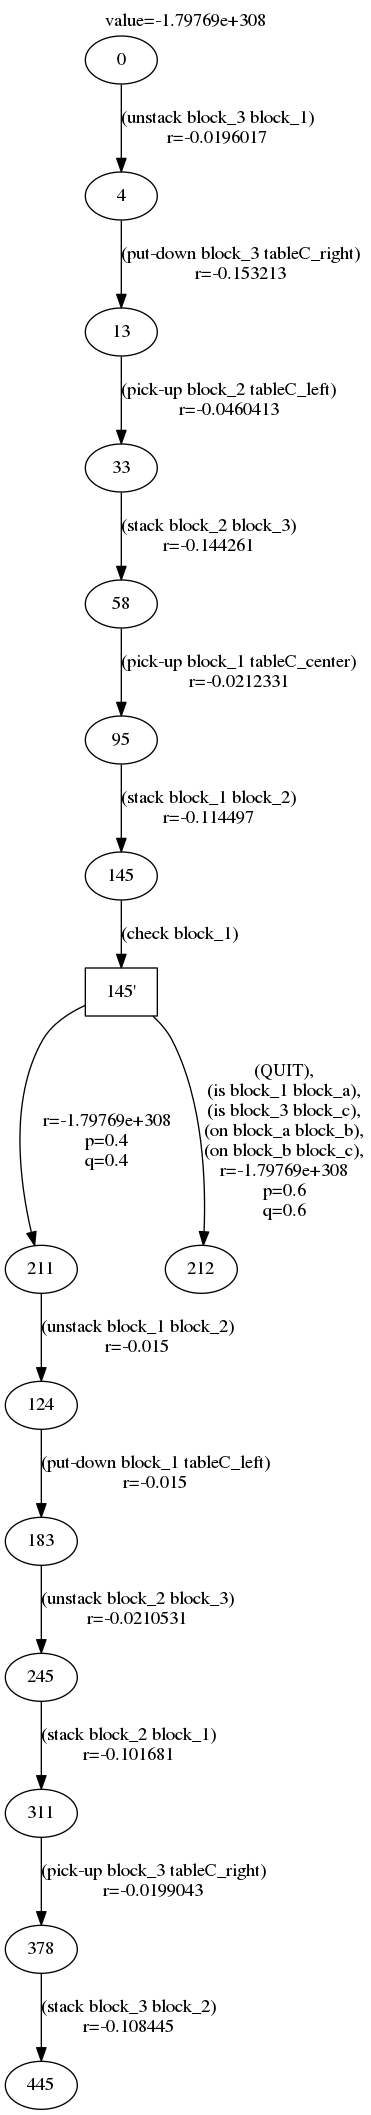 value=-1.79769e+308
0
(unstack block_3 block_1)
r=-0.0196017
4
(put-down block_3 tableC_right)
r=-0.153213
13
(pick-up block_2 tableC_left)
r=-0.0460413
33
(stack block_2 block_3)
r=-0.144261
58
(pick-up block_1 tableC_center)
r=-0.0212331
95
(stack block_1 block_2)
r=-0.114497
145
(check block_1)
145'
r=-1.79769e+308
p=0.4
q=0.4
(QUIT),
(is block_1 block_a),
(is block_3 block_c),
(on block_a block_b),
(on block_b block_c),
r=-1.79769e+308
p=0.6
q=0.6
211
212
(unstack block_1 block_2)
r=-0.015
124
(put-down block_1 tableC_left)
r=-0.015
183
(unstack block_2 block_3)
r=-0.0210531
245
(stack block_2 block_1)
r=-0.101681
311
(pick-up block_3 tableC_right)
r=-0.0199043
378
(stack block_3 block_2)
r=-0.108445
445